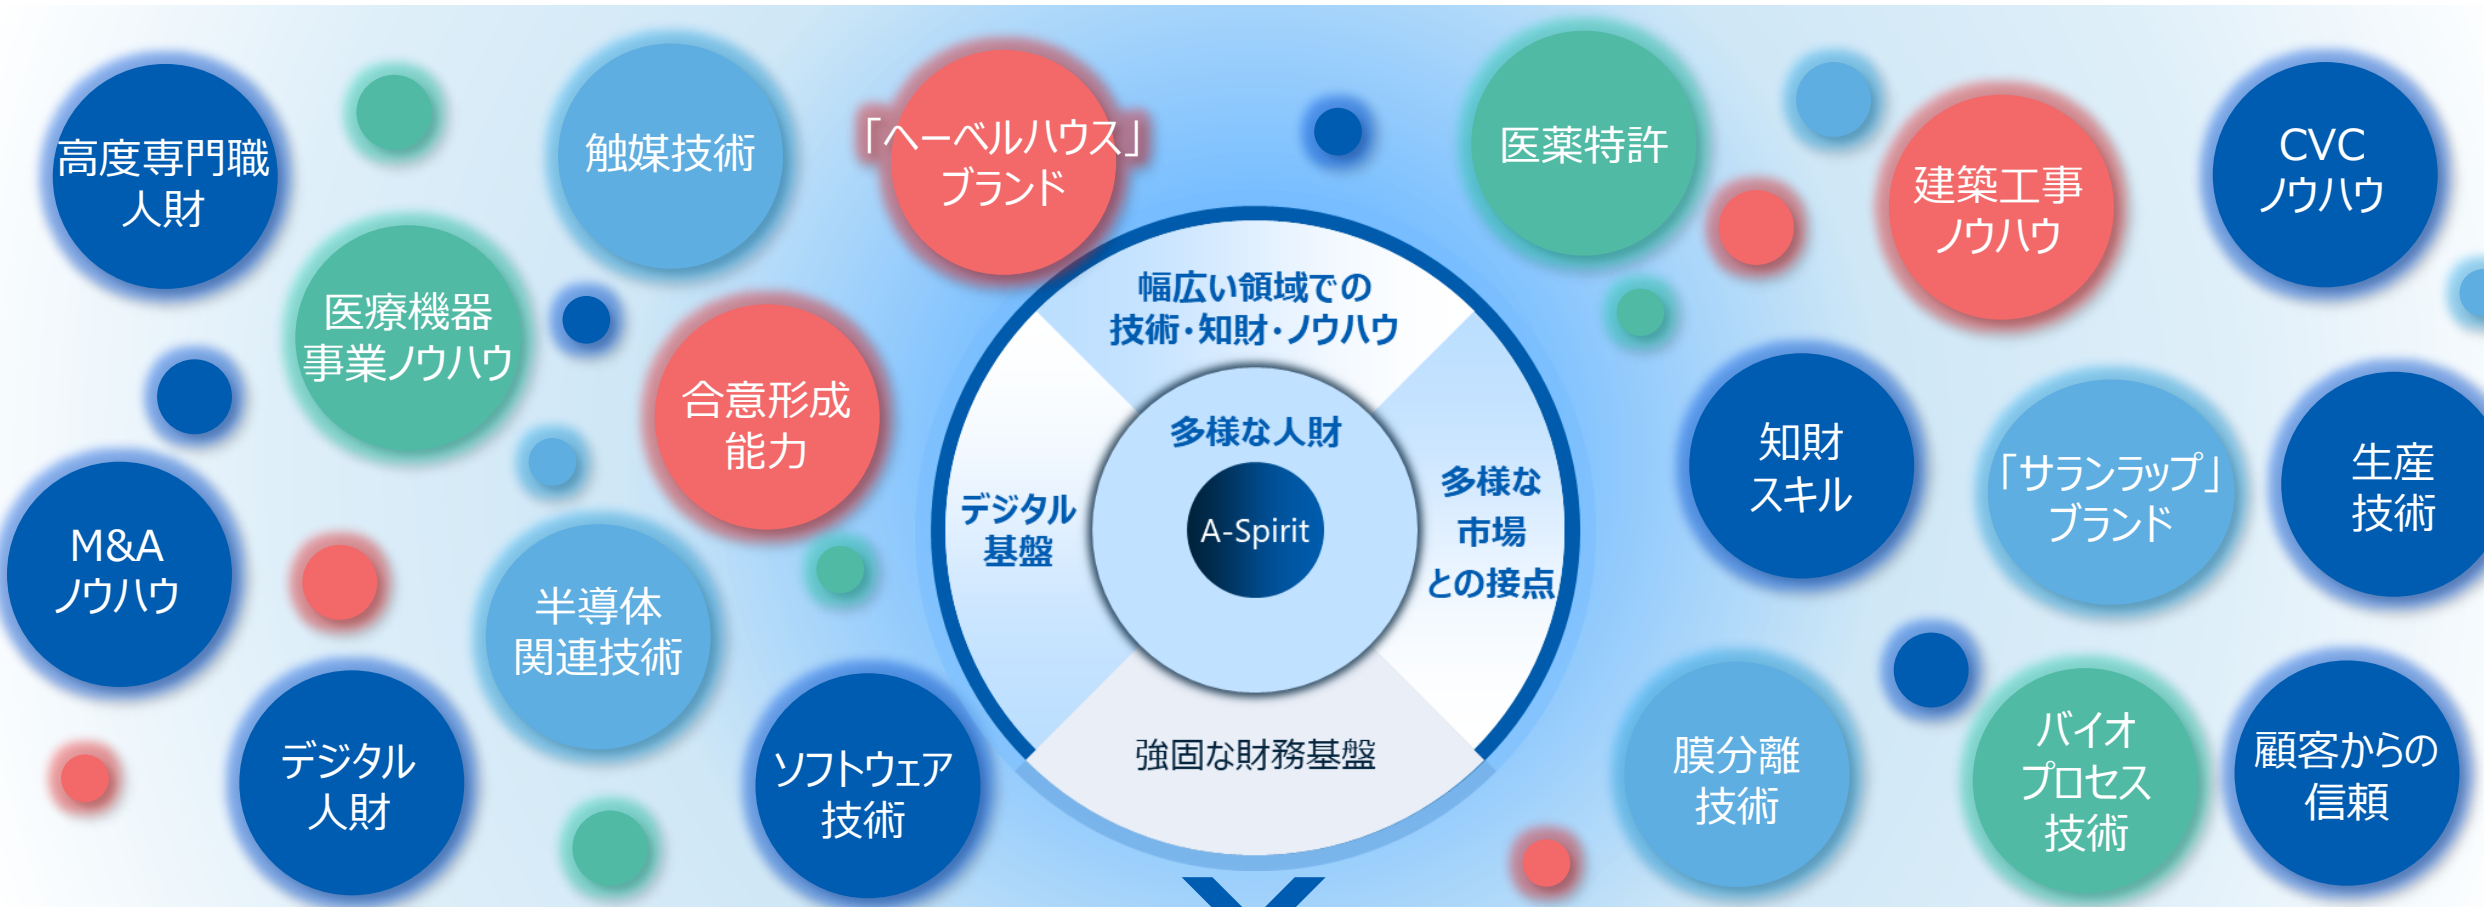 高度専門職
人財
触媒技術
「ヘーベルハウス」
ブランド
医薬特許
建築工事
ノウハウ
CVC
ノウハウ
医療機器
事業ノウハウ
合意形成
能力
幅広い領域での
技術・知財・ノウハウ
多様な人財
A-Spirit
デジタル
基盤
多様な
市場
との接点
強固な財務基盤
知財
スキル
「サランラップ」
ブランド
生産
技術
M&A
ノウハウ
半導体
関連技術
デジタル
人財
ソフトウェア
技術
膜分離
技術
バイオ
プロセス
技術
顧客からの
信頼